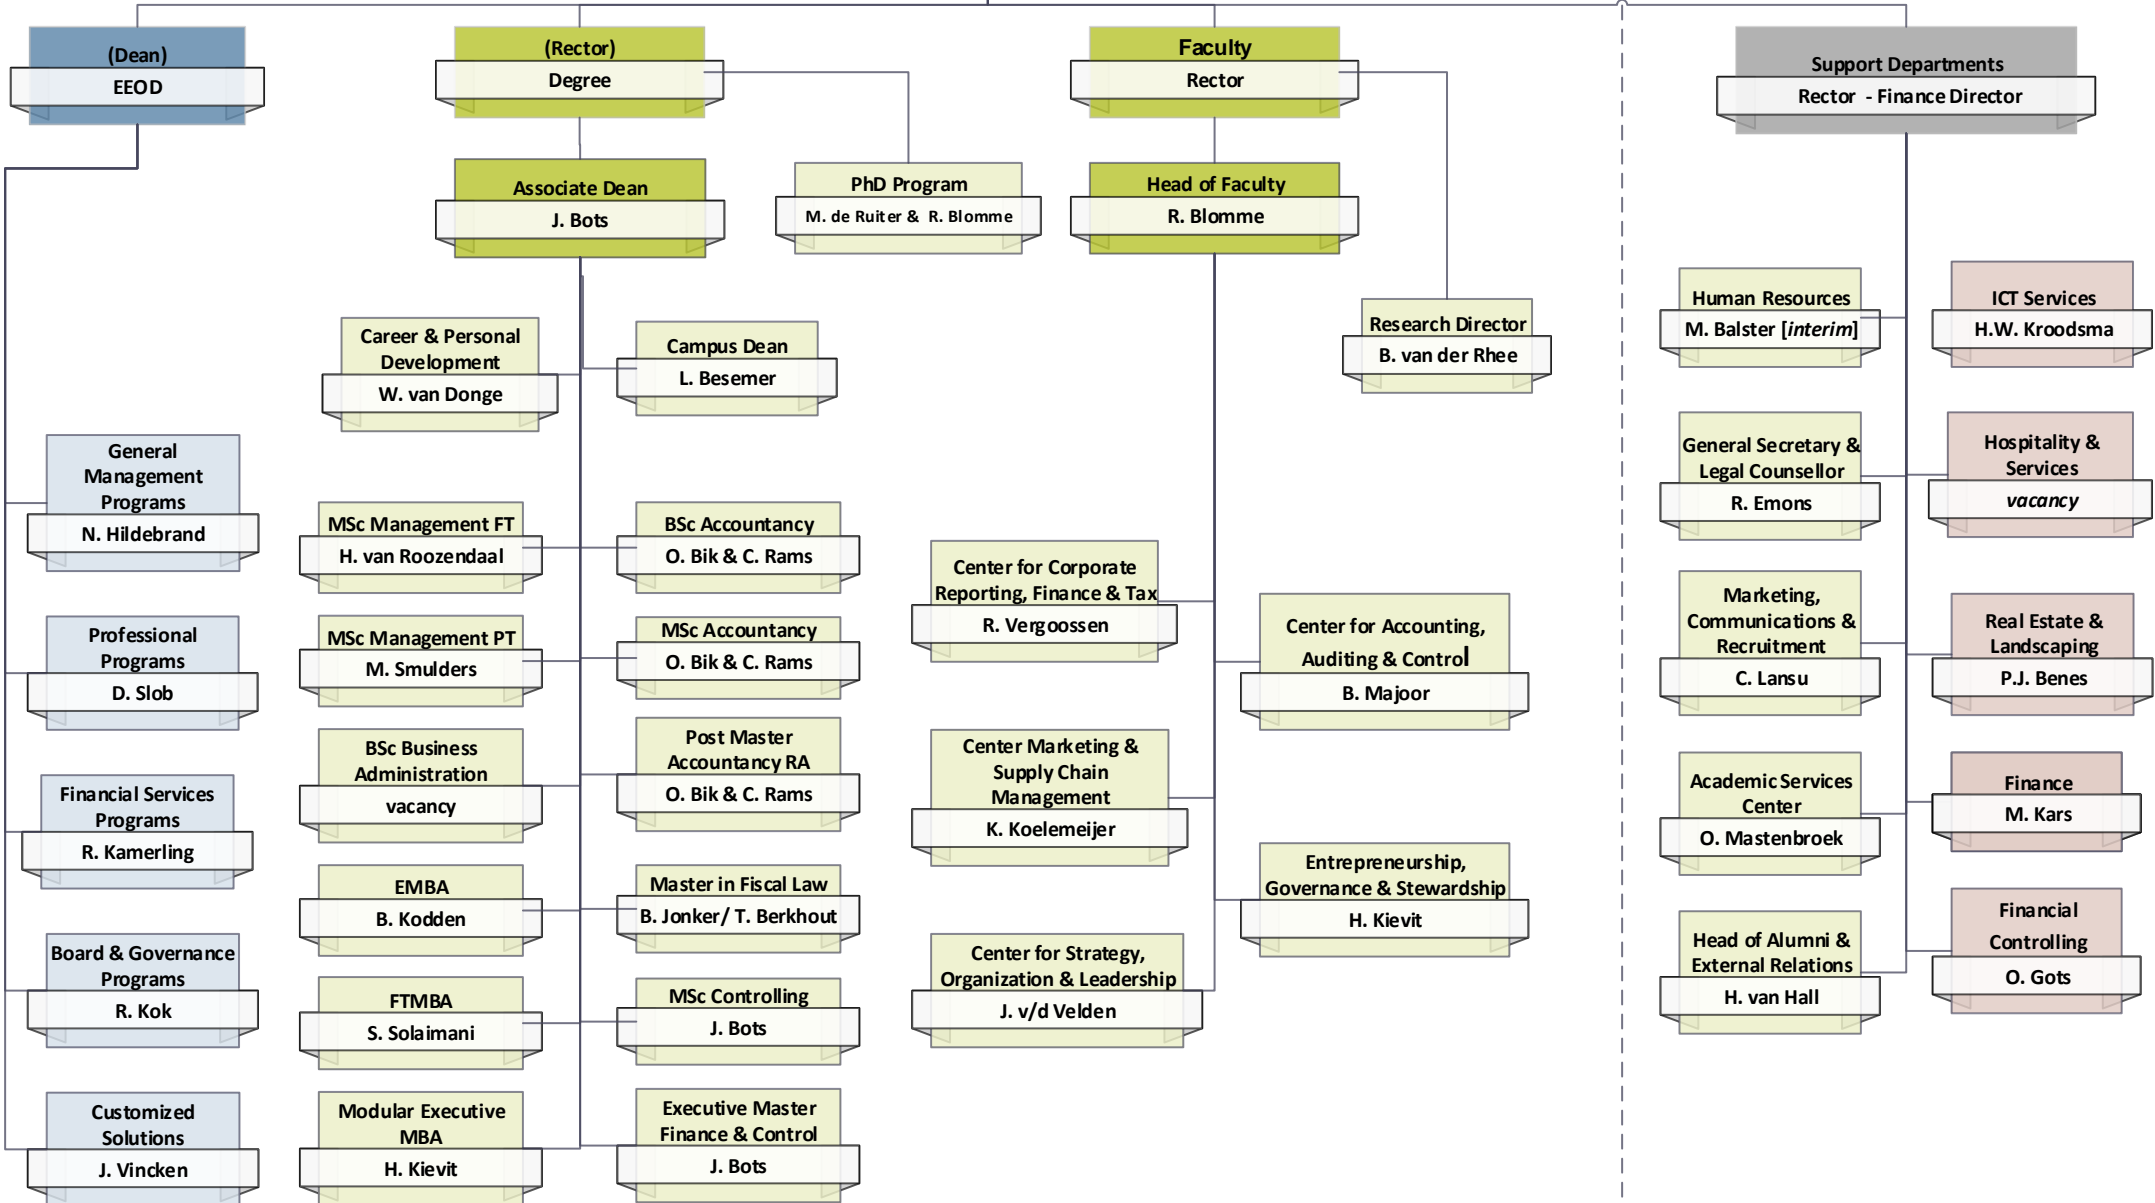 (Dean)
EEOD
(Rector)
Degree
Faculty
Rector
Support Departments
Rector - Finance Director
Associate Dean
J. Bots
PhD Program
M. de Ruiter & R. Blomme
Head of Faculty
R. Blomme
Career & Personal
Development
W. van Donge
Campus Dean
L. Besemer
Research Director
B. van der Rhee
Human Resources
M. Balster [interim]
ICT Services
H.W. Kroodsma
General
Management
Programs
N. Hildebrand
Professional
Programs
D. Slob
Financial Services
Programs
R. Kamerling
Board & Governance
Programs
R. Kok
Customized
Solutions
J. Vincken
MSc Management FT
H. van Roozendaal
MSc Management PT
M. Smulders
BSc Business
Administration
vacancy
EMBA
B. Kodden
FTMBA
S. Solaimani
Modular Executive
MBA
H. Kievit
BSc Accountancy
O. Bik & C. Rams
MSc Accountancy
O. Bik & C. Rams
Post Master
Accountancy RA
O. Bik & C. Rams
Master in Fiscal Law
B. Jonker/ T. Berkhout
MSc Controlling
J. Bots
Executive Master
Finance & Control
J. Bots
Center for Corporate
Reporting, Finance & Tax
R. Vergoossen
Center Marketing &
Supply Chain
Management
K. Koelemeijer
Center for Strategy,
Organization & Leadership
J. v/d Velden
Center for Accounting,
Auditing & Control
B. Majoor
Entrepreneurship,
Governance & Stewardship
H. Kievit
General Secretary &
Legal Counsellor
R. Emons
Marketing,
Communications &
Recruitment
C. Lansu
Academic Services
Center
O. Mastenbroek
Head of Alumni &
External Relations
H. van Hall
Hospitality &
Services
vacancy
Real Estate &
Landscaping
P.J. Benes
Finance
M. Kars
Financial
Controlling
O. Gots